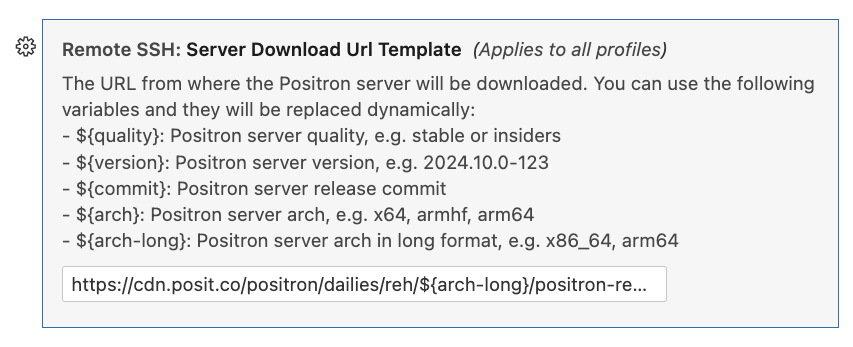 Remote SSH: Server Download Url Template (Applies to all profiles)
The URL from where the Positron server will be downloaded. You can use the following
variables and they will be replaced dynamically:
- ${quality}: Positron server quality, e.g. stable or insiders
- ${version}: Positron server version, e.g. 2024.10.0-123
- ${commit}: Positron server release commit
- ${arch}: Positron server arch, e.g. x64, armhf, arm64
- ${arch-long}: Positron server arch in long format, e.g. x86_64, arm64
https://cdn.posit.co/positron/dailies/reh/${arch-long}/positron-re...